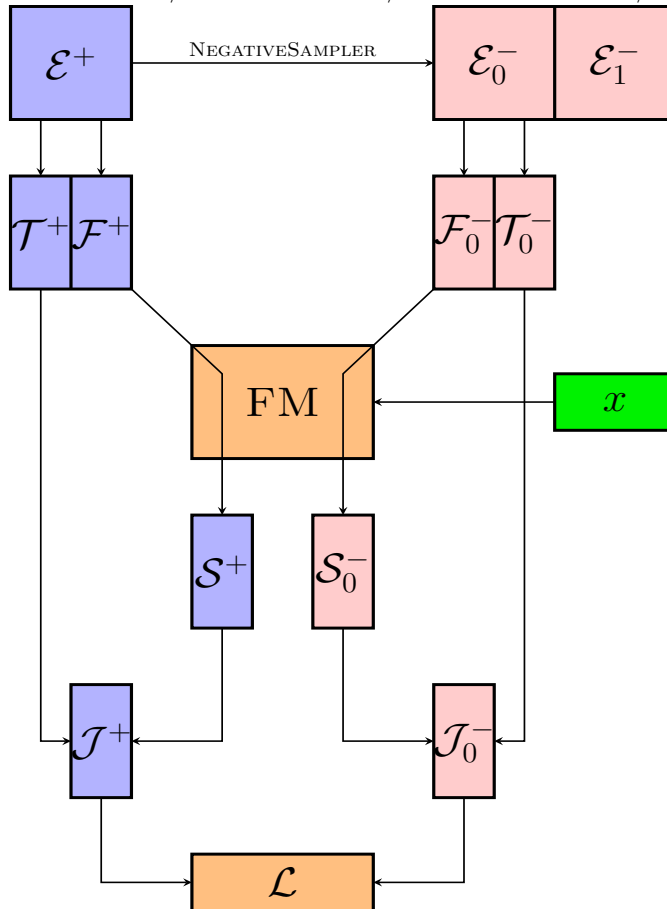 ℰ⁺ NEGATIVESAMPLER ℰ₀⁻ ℰ₁⁻
𝒯⁺ ℱ⁺ ℱ₀⁻ 𝒯₀⁻
FM x
𝒮⁺ 𝒮₀⁻
𝒥⁺ 𝒥₀⁻
ℒ